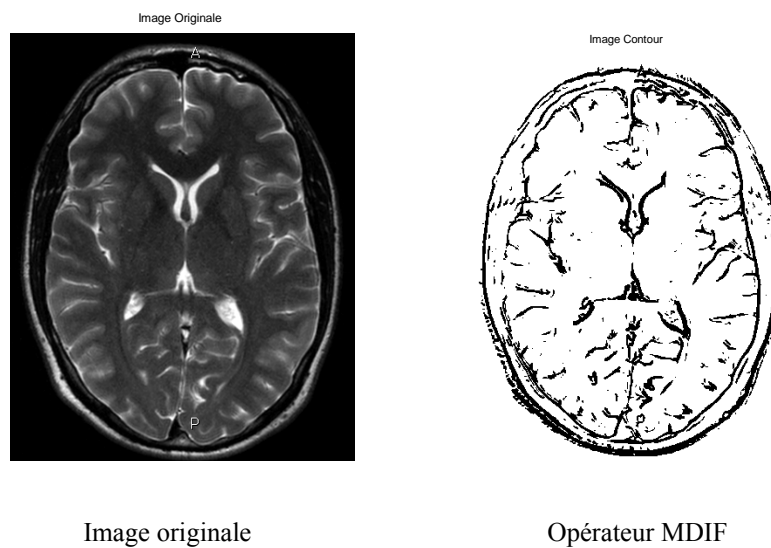 Image Originale
Image Contour
A
A
P
Image originale
Opérateur MDIF